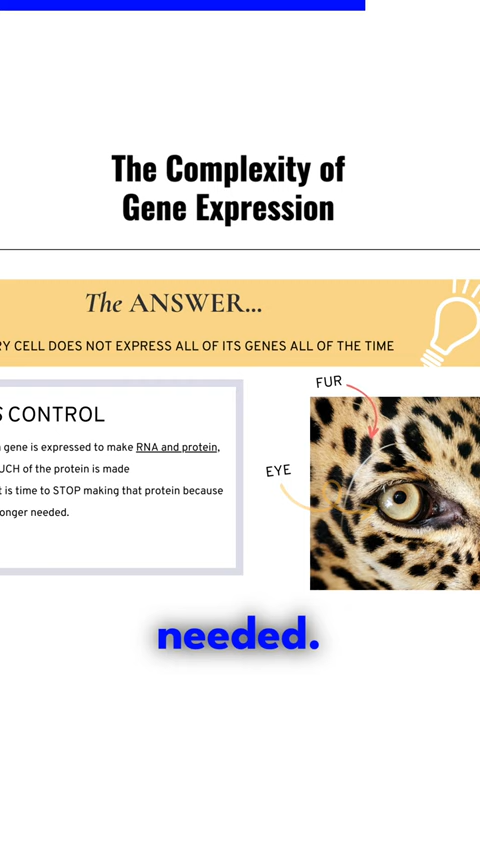 The Complexity of
Gene Expression
The ANSWER...
RY CELL DOES NOT EXPRESS ALL OF ITS GENES ALL OF THE TIME
FUR
S CONTROL
gene is expressed to make RNA and protein,
UCH of the protein is made
EYE
t is time to STOP making that protein because
onger needed.
needed.